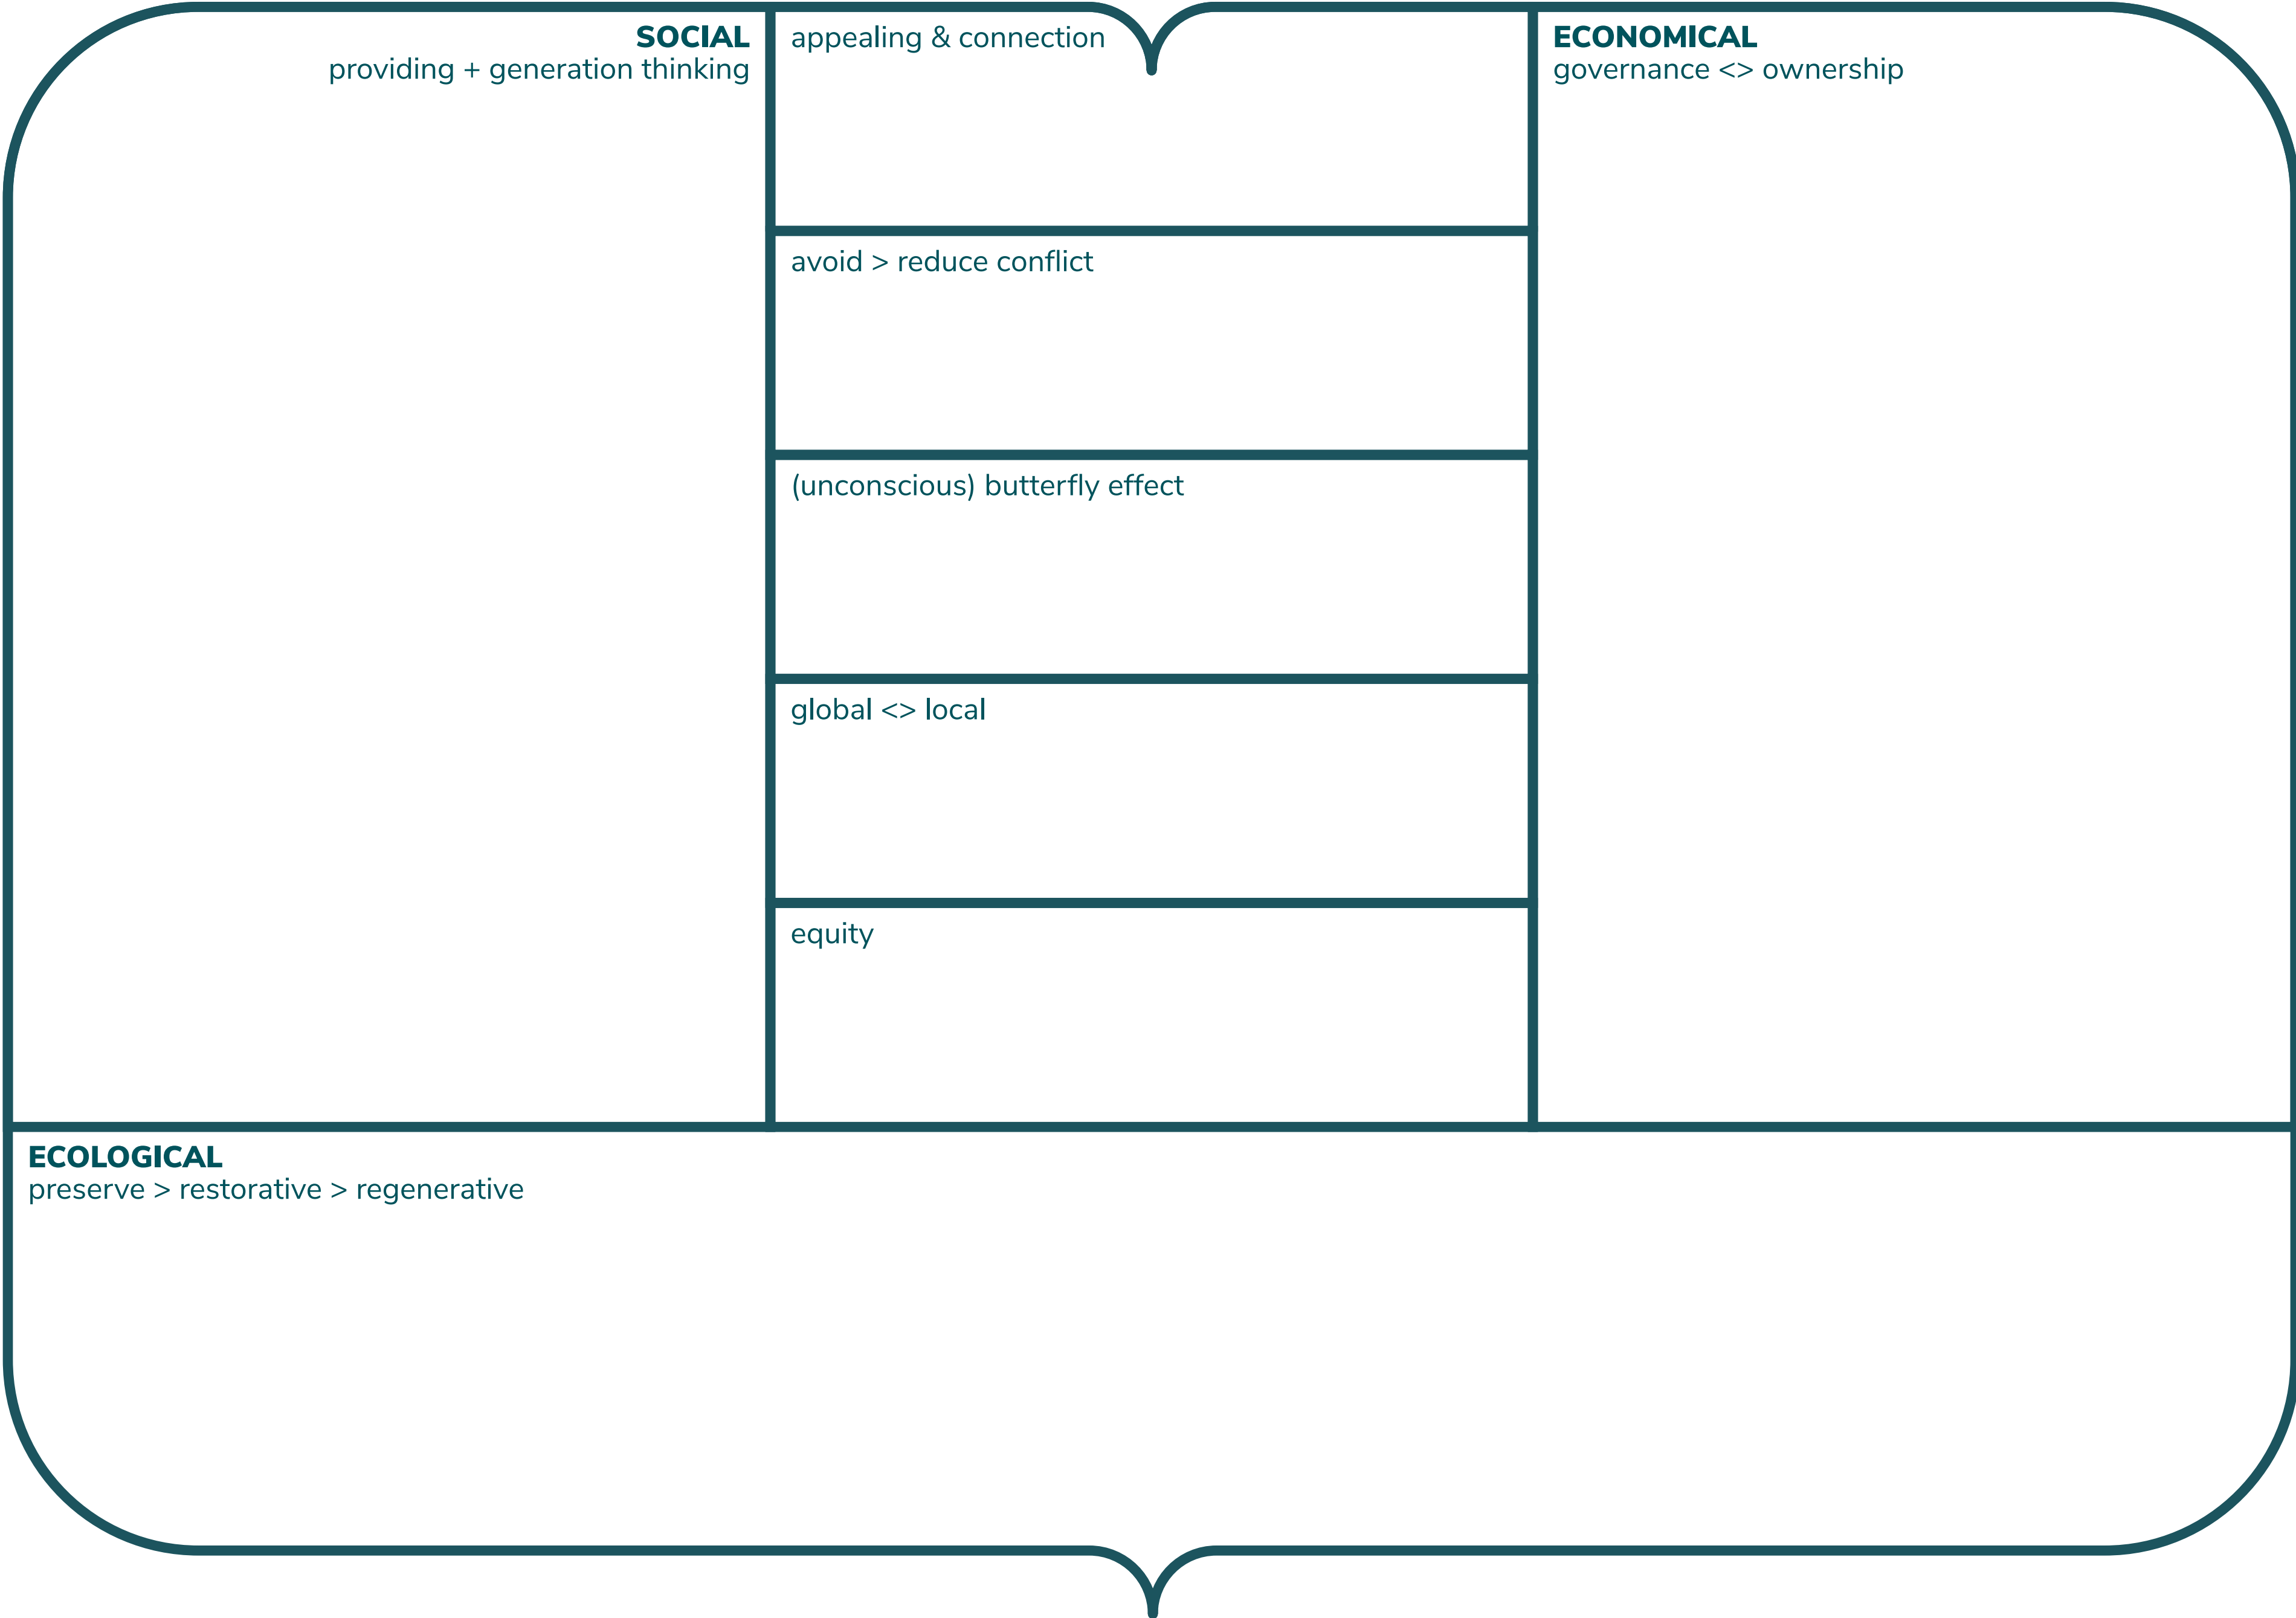 SOCIAL
providing + generation thinking
appealing & connection
avoid > reduce conflict
(unconscious) butterfly effect
global <> local
equity
ECONOMICAL
governance <> ownership
ECOLOGICAL
preserve > restorative > regenerative